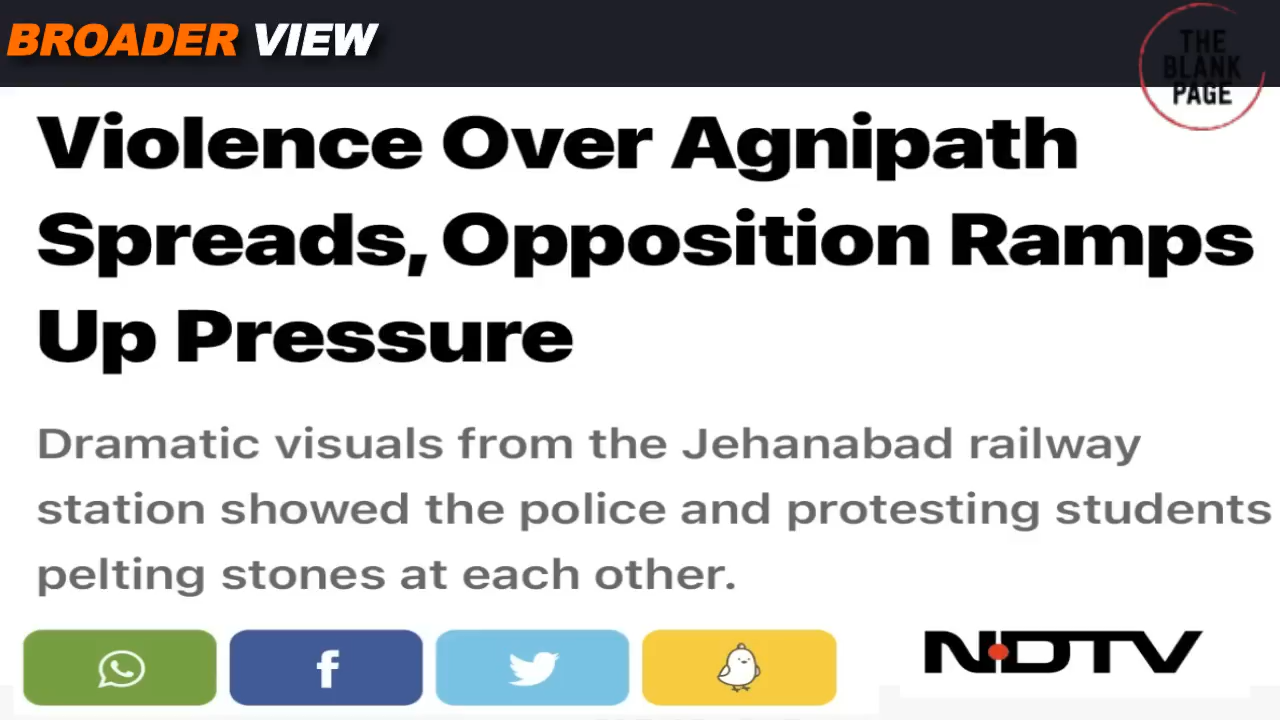 BROADER VIEW
THE
BLANK
PAGE
Violence Over Agnipath
Spreads, Opposition Ramps
Up Pressure
Dramatic visuals from the Jehanabad railway
station showed the police and protesting students
pelting stones at each other.
f
NDTV